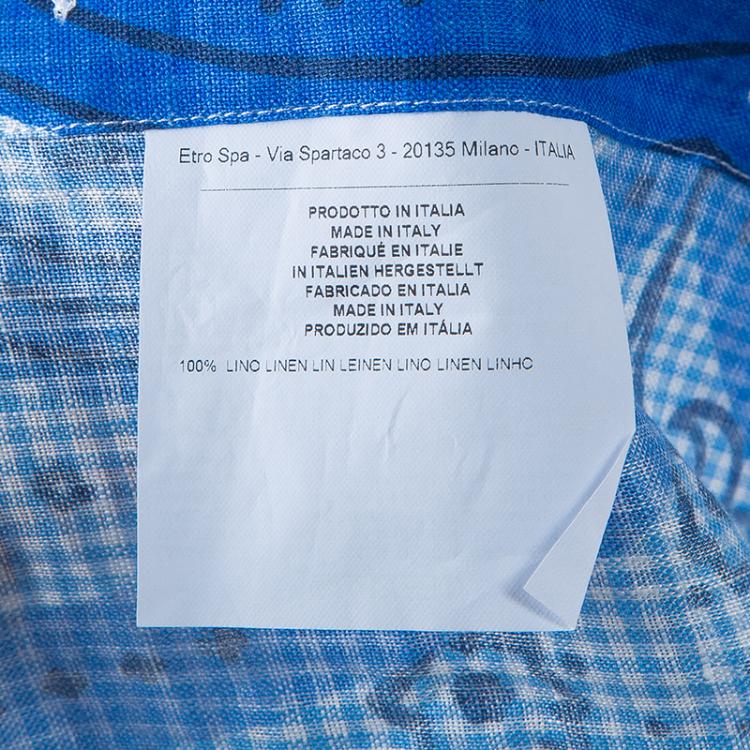 Etro Spa - Via Spartaco 3 - 20135 Milano - ITALIA
PRODOTTO IN ITALIA
MADE IN ITALY
FABRIQUÉ EN ITALIE
IN ITALIEN HERGESTELLT
FABRICADO EN ITALIA
MADE IN ITALY
PRODUZIDO EM ITÁLIA
100% LINO LINEN LIN LEINEN LINO LINEN LINHO